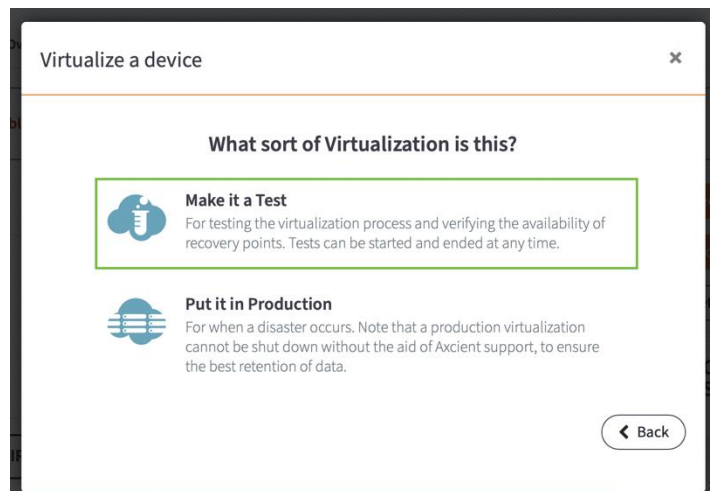 Virtualize a device
What sort of Virtualization is this?
Make it a Test
For testing the virtualization process and verifying the availability of
recovery points. Tests can be started and ended at any time.
Put it in Production
For when a disaster occurs. Note that a production virtualization
cannot be shut down without the aid of Axcient support, to ensure
the best retention of data.
Back